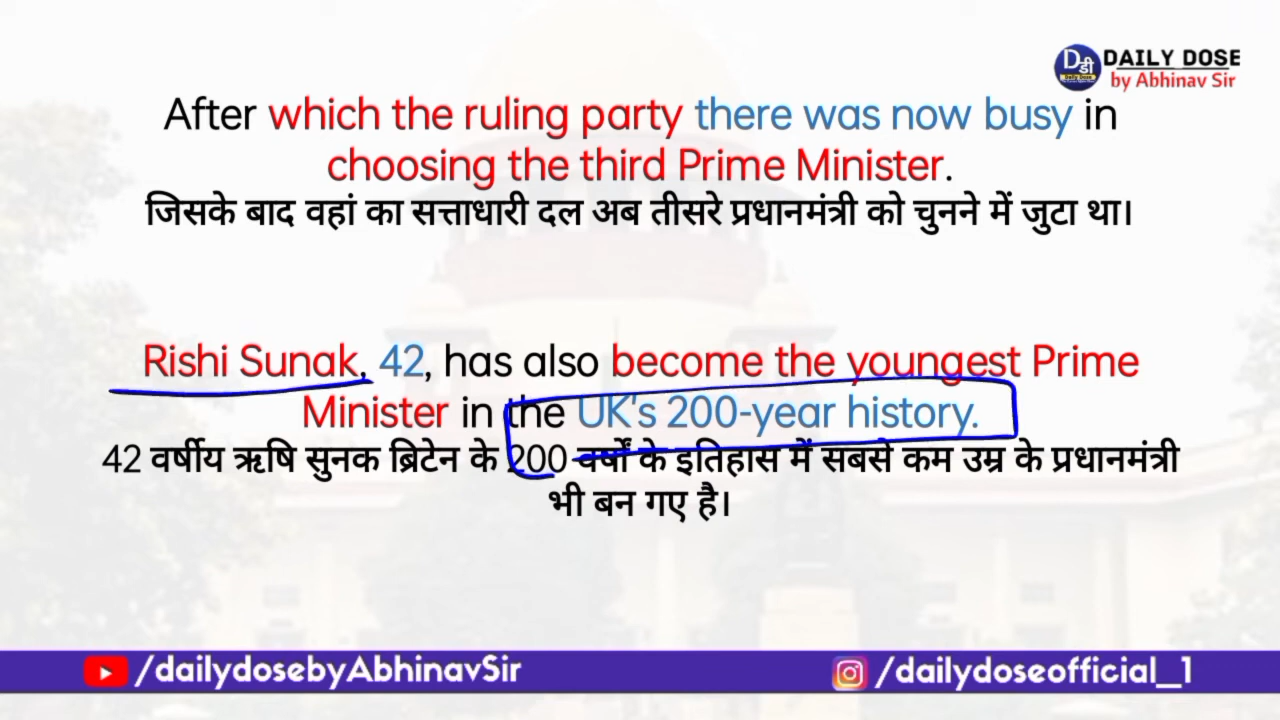 Dडी
Daily Dose
DAILY DOSE
by Abhinav Sir
After which the ruling party there was now busy in
choosing the third Prime Minister.
जिसके बाद वहां का सत्ताधारी दल अब तीसरे प्रधानमंत्री को चुनने में जुटा था।
Rishi Sunak, 42, has also become the youngest Prime
Minister in the UK's 200-year history.
42 वर्षीय ऋषि सुनक ब्रिटेन के 200 वर्षों के इतिहास में सबसे कम उम्र के प्रधानमंत्री
भी बन गए है।
/dailydosebyAbhinavSir
/dailydoseofficial_1